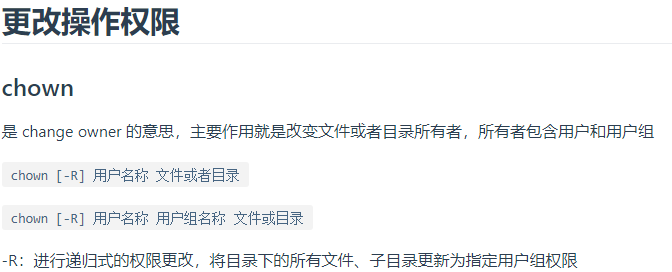 更改操作权限
chown
是 change owner 的意思，主要作用就是改变文件或者目录所有者，所有者包含用户和用户组
chown [-R] 用户名称 文件或者目录
chown [-R] 用户名称 用户组名称 文件或目录
-R：进行递归式的权限更改，将目录下的所有文件、子目录更新为指定用户组权限